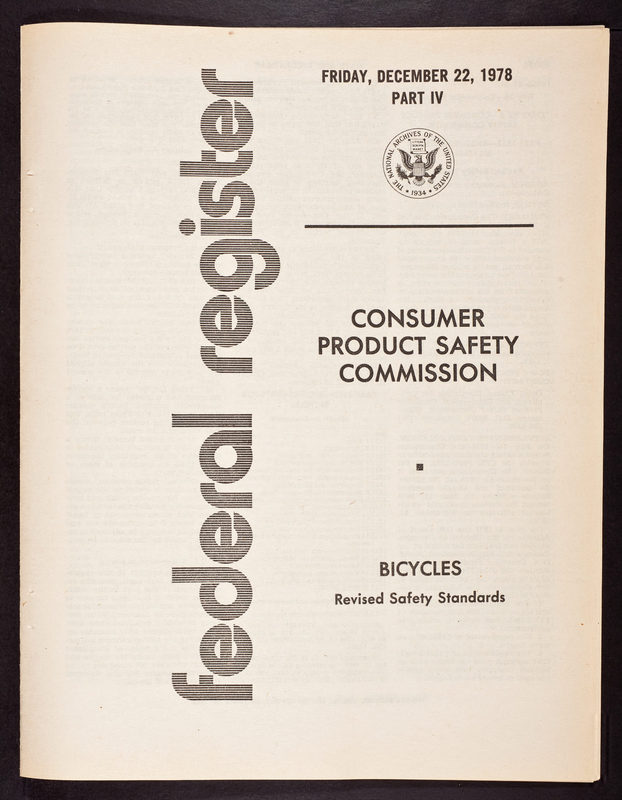 federal register
FRIDAY, DECEMBER 22, 1978
PART IV
THE NATIONAL ARCHIVES OF THE UNITED STATES
1934
CONSUMER
PRODUCT SAFETY
COMMISSION
BICYCLES
Revised Safety Standards